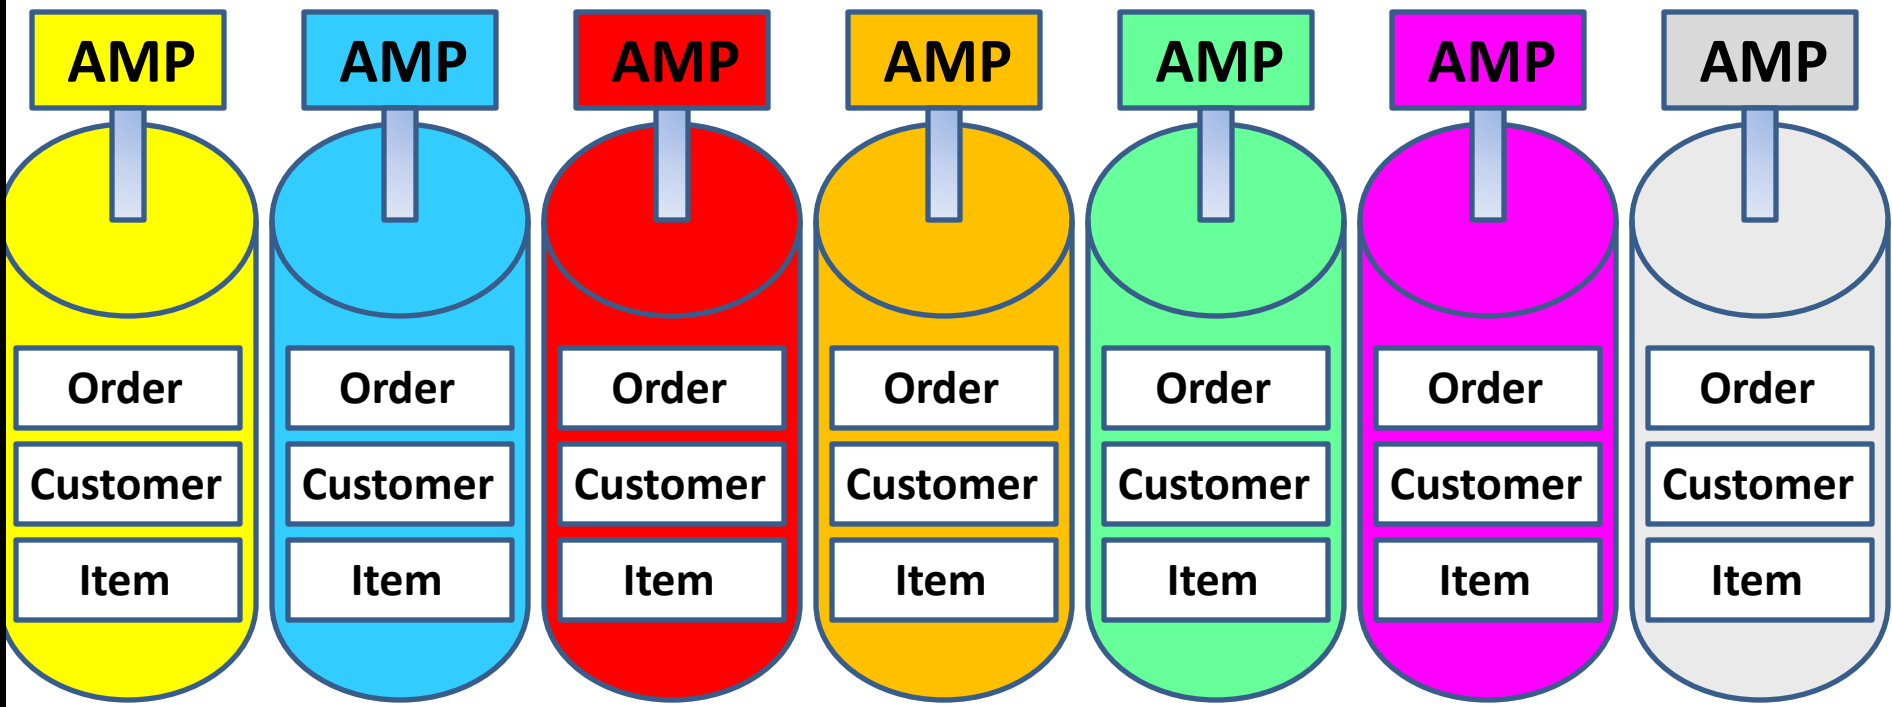 AMP AMP AMP AMP AMP AMP AMP
Order Order Order Order Order Order Order
Customer Customer Customer Customer Customer Customer Customer
Item Item Item Item Item Item Item